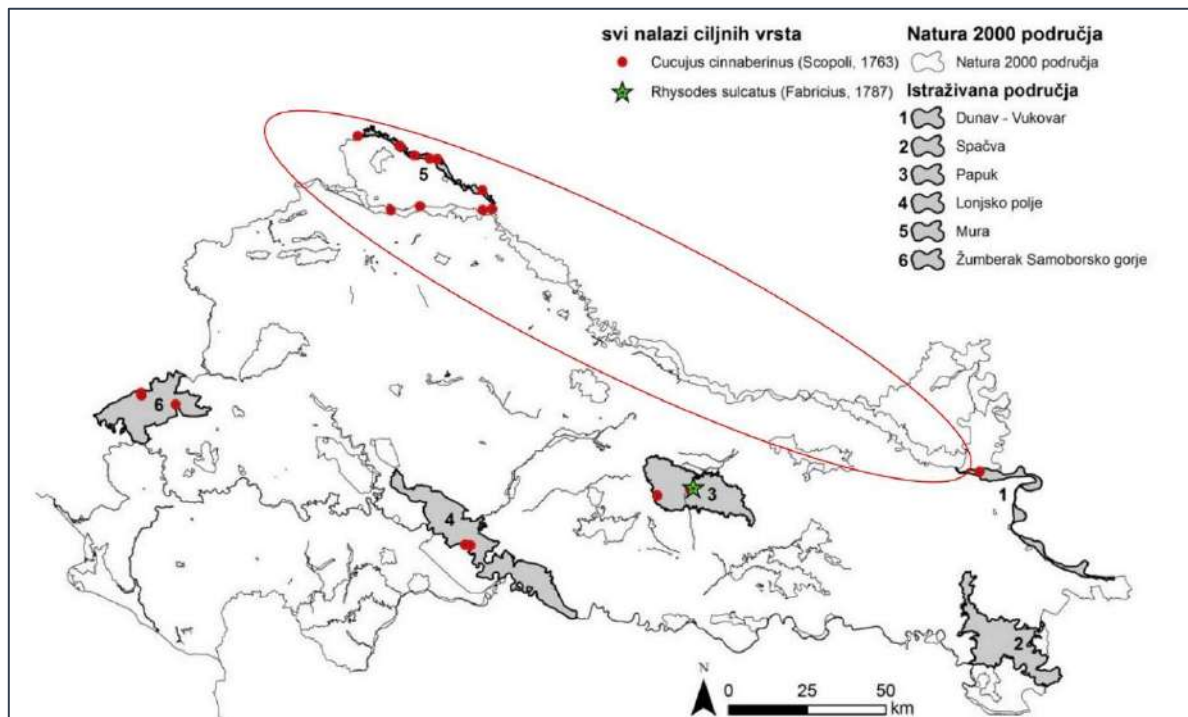 svi nalazi ciljnih vrsta
Cucujus cinnaberinus (Scopoli, 1763)
Rhysodes sulcatus (Fabricius, 1787)
Natura 2000 područja
Natura 2000 područja
Istraživana područja
1 Dunav - Vukovar
2 Spačva
3 Papuk
4 Lonjsko polje
5 Mura
6 Žumberak Samoborsko gorje
5
6
3
4
1
2
N
0 25 50
km